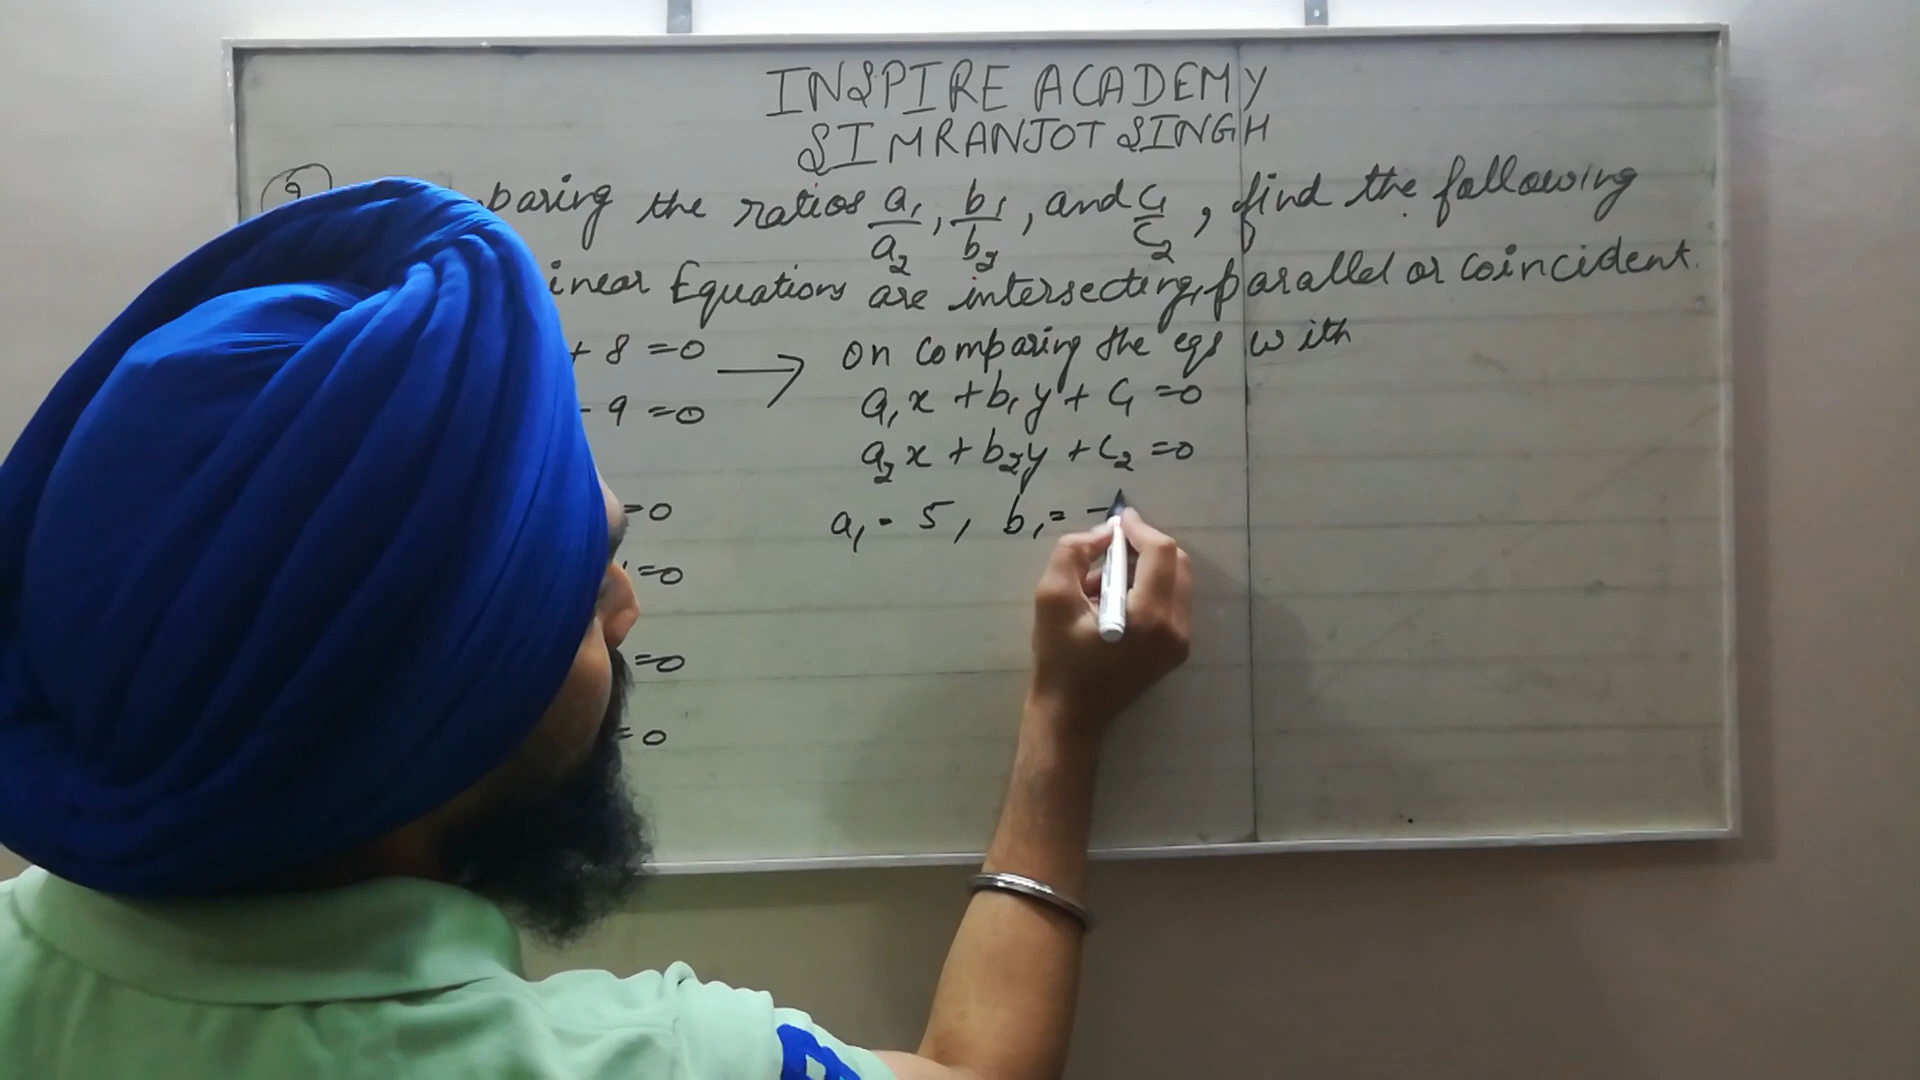 INSPIRE ACADEMY
SIMRANJOT SINGH
paring the ratios a₁/a₂, b₁/b₂, and c₁/c₂, find the following
inear Equations are intersecting, parallel or coincident.
+ 8 =0 → on comparing the eqs with
- 9 =0 a₁x + b₁y + c₁ =0
a₂x + b₂y + c₂ =0
=0 a₁ = 5, b₁ = -
=0
=0
=0